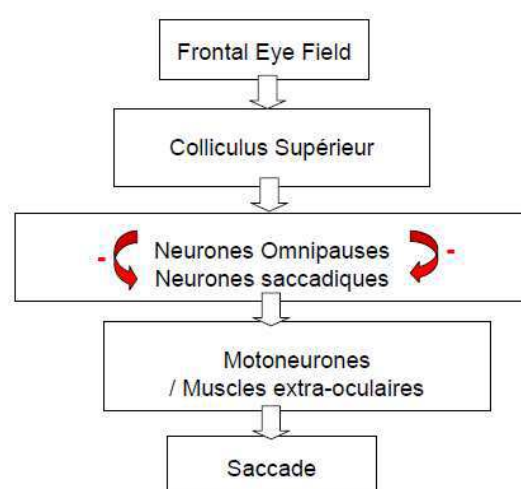 Frontal Eye Field
Colliculus Supérieur
- Neurones Omnipauses -
Neurones saccadiques
Motoneurones
/ Muscles extra-oculaires
Saccade